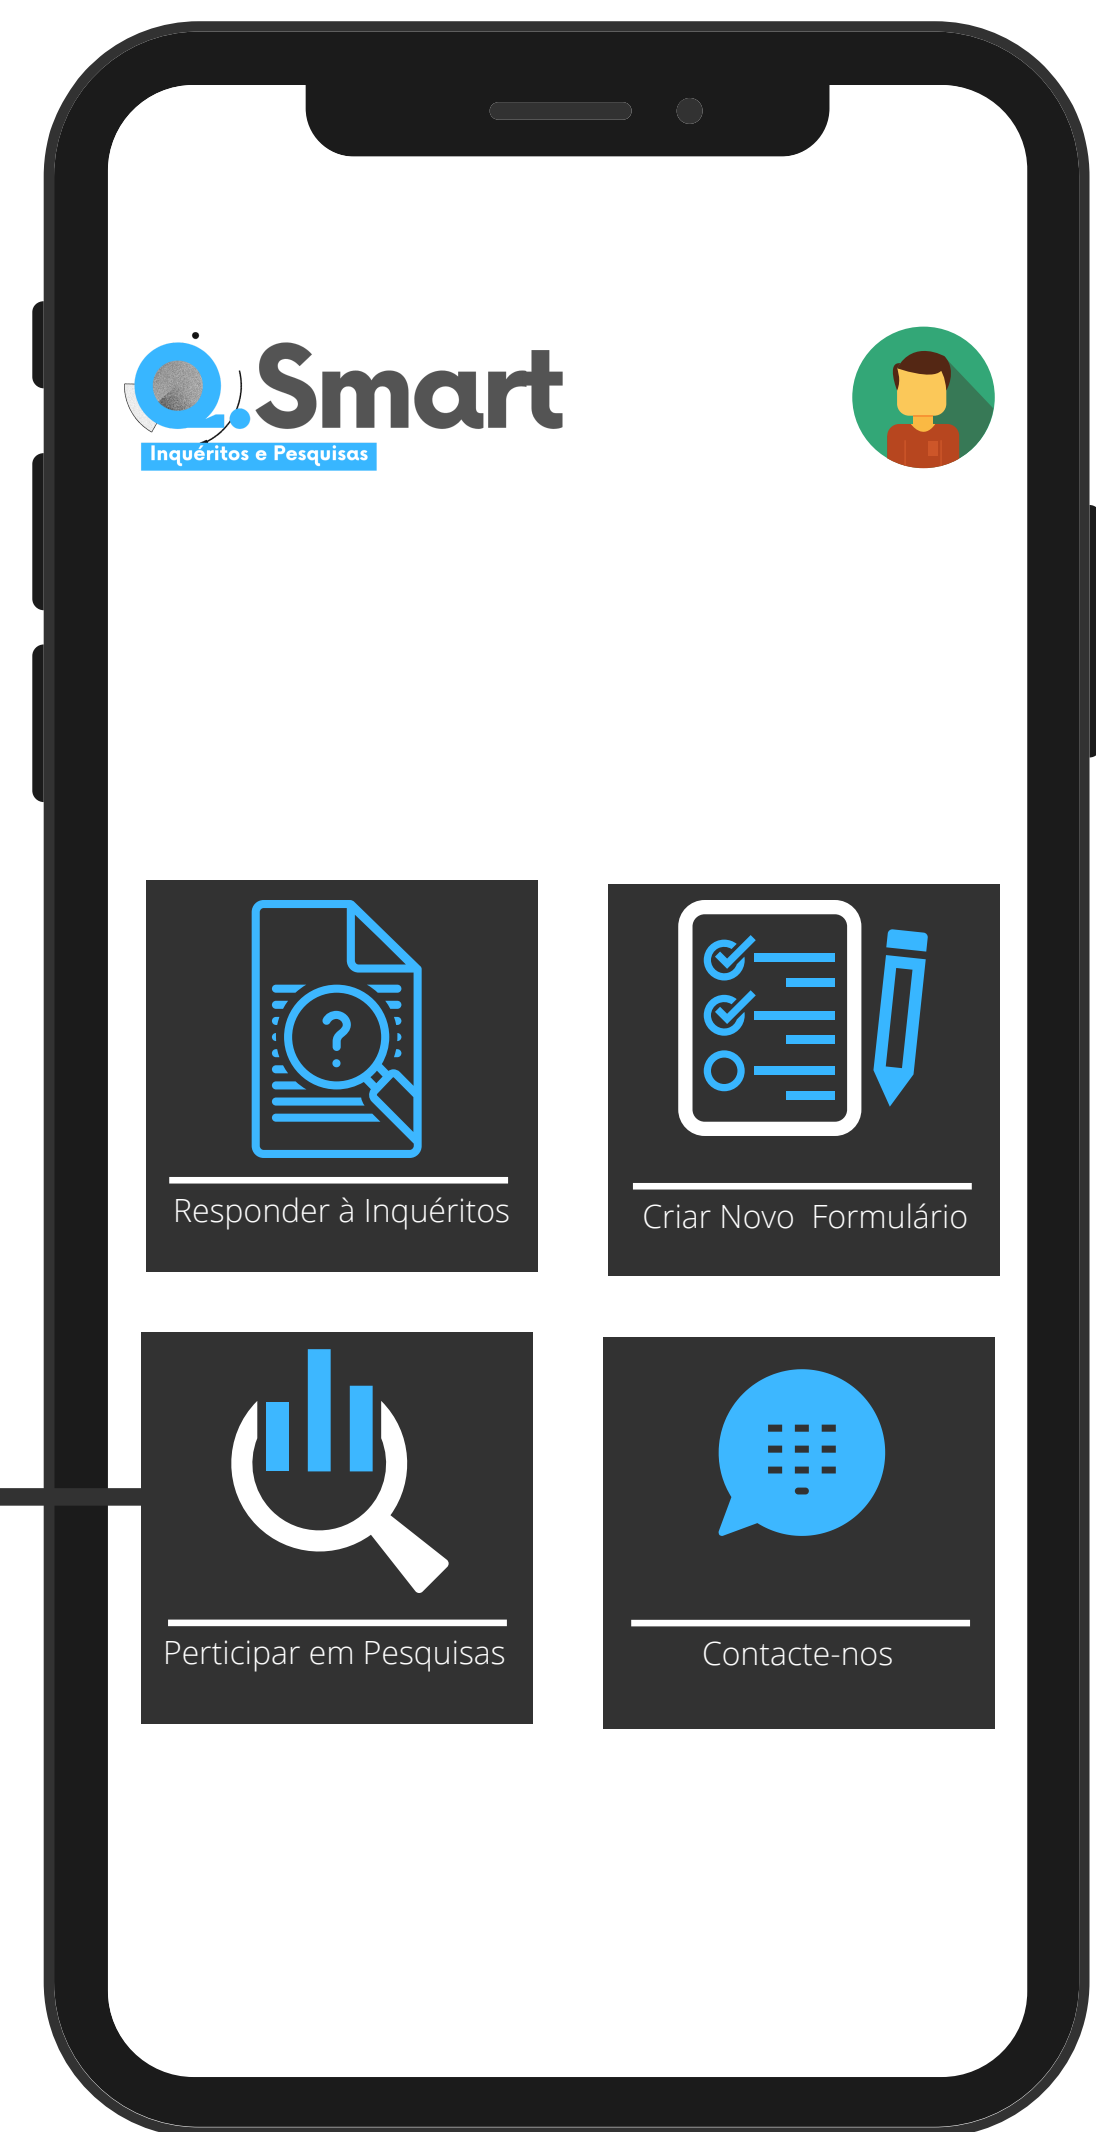 Q.Smart
Inquéritos e Pesquisas
Responder à Inquéritos
Criar Novo Formulário
Perticipar em Pesquisas
Contacte-nos